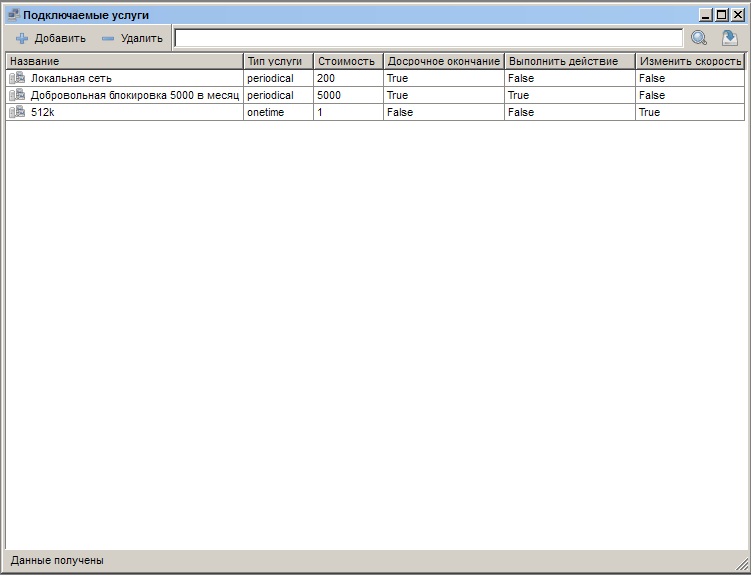 Подключаемые услуги
Добавить Удалить
Название Тип услуги Стоимость Досрочное окончание Выполнить действие Изменить скорость
Локальная сеть periodical 200 True False False
Добровольная блокировка 5000 в месяц periodical 5000 True True False
512k onetime 1 False False True
Данные получены